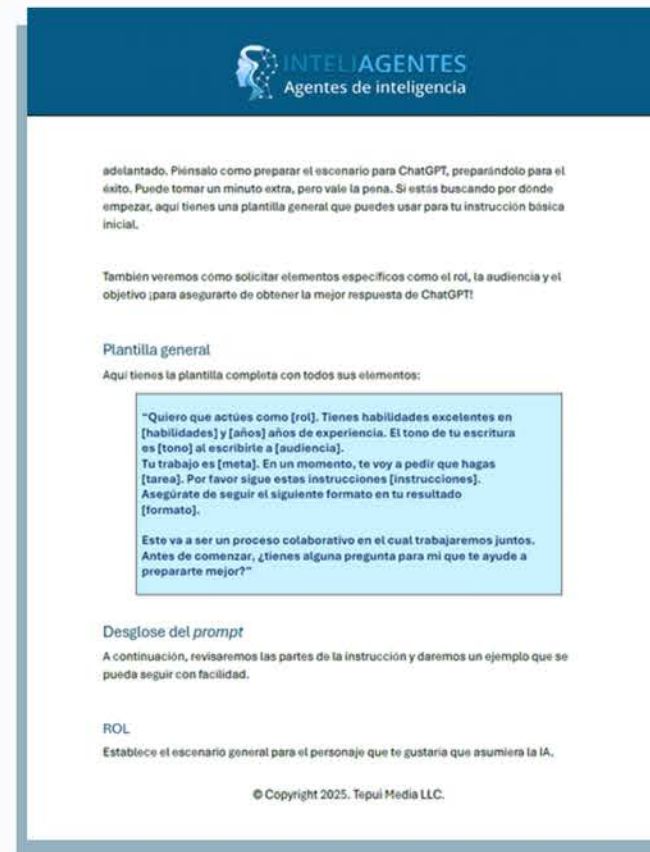 INTELIAGENTES
Agentes de inteligencia
adelantado. Piénsalo como preparar el escenario para ChatGPT, preparándolo para el
éxito. Puede tomar un minuto extra, pero vale la pena. Si estás buscando por dónde
empezar, aquí tienes una plantilla general que puedes usar para tu instrucción básica
inicial.
También veremos cómo solicitar elementos específicos como el rol, la audiencia y el
objetivo ¡para asegurarte de obtener la mejor respuesta de ChatGPT!
Plantilla general
Aquí tienes la plantilla completa con todos sus elementos:
“Quiero que actúes como [rol]. Tienes habilidades excelentes en
[habilidades] y [años] años de experiencia. El tono de tu escritura
es [tono] al escribirle a [audiencia].
Tu trabajo es [meta]. En un momento, te voy a pedir que hagas
[tarea]. Por favor sigue estas instrucciones [instrucciones].
Asegúrate de seguir el siguiente formato en tu resultado
[formato].
Este va a ser un proceso colaborativo en el cual trabajaremos juntos.
Antes de comenzar, ¿tienes alguna pregunta para mí que te ayude a
prepararte mejor?”
Desglose del prompt
A continuación, revisaremos las partes de la instrucción y daremos un ejemplo que se
pueda seguir con facilidad.
ROL
Establece el escenario general para el personaje que te gustaría que asumiera la IA.
© Copyright 2025. Tepui Media LLC.